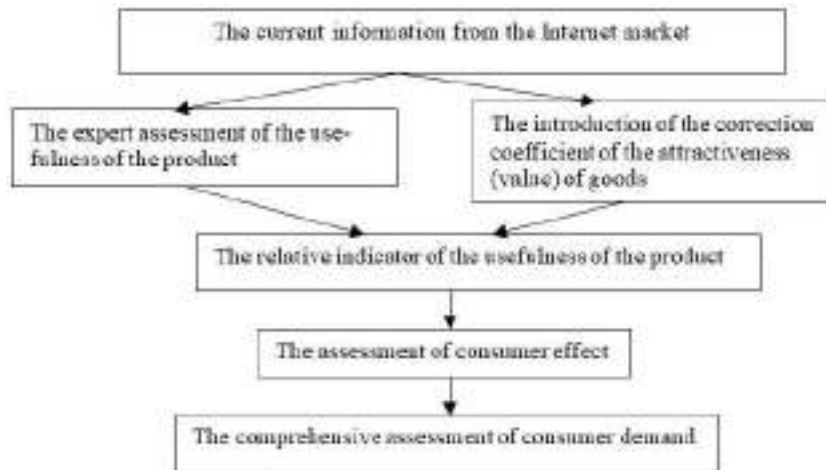 The current information from the Internet market
The expert assessment of the use-
fulness of the product
The introduction of the correction
coefficient of the attractiveness
(value) of goods
The relative indicator of the usefulness of the product
The assessment of consumer effect
The comprehensive assessment of consumer demand